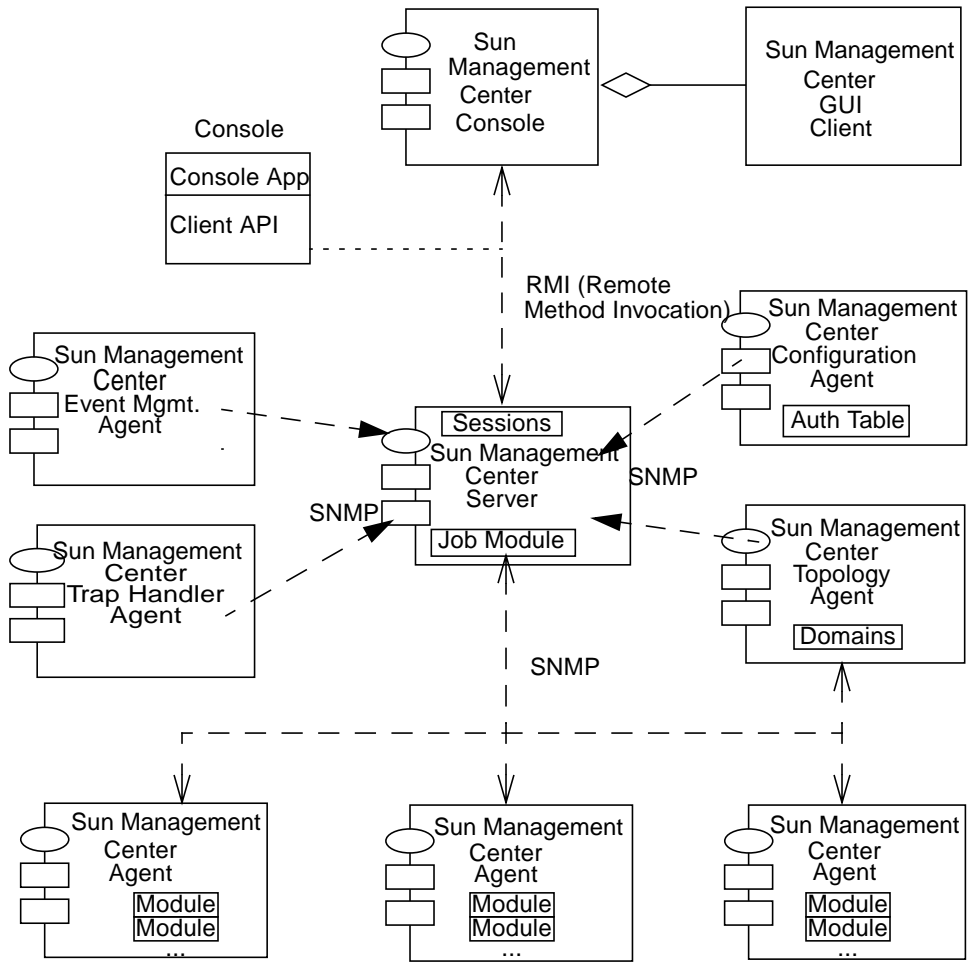 Sun
Management
Center
Console
Sun Management
Center
GUI
Client
Console
Console App
Client API
RMI (Remote
Method Invocation)
Sun Management
Center
Configuration
Agent
Auth Table
Sun Management
Center
Event Mgmt.
Agent
Sessions
Sun Management
Center
Server
Job Module
SNMP
SNMP
Sun Management
Center
Trap Handler
Agent
Sun Management
Center
Topology
Agent
Domains
SNMP
Sun Management
Center
Agent
Module
Module
...
Sun Management
Center
Agent
Module
Module
...
Sun Management
Center
Agent
Module
Module
...